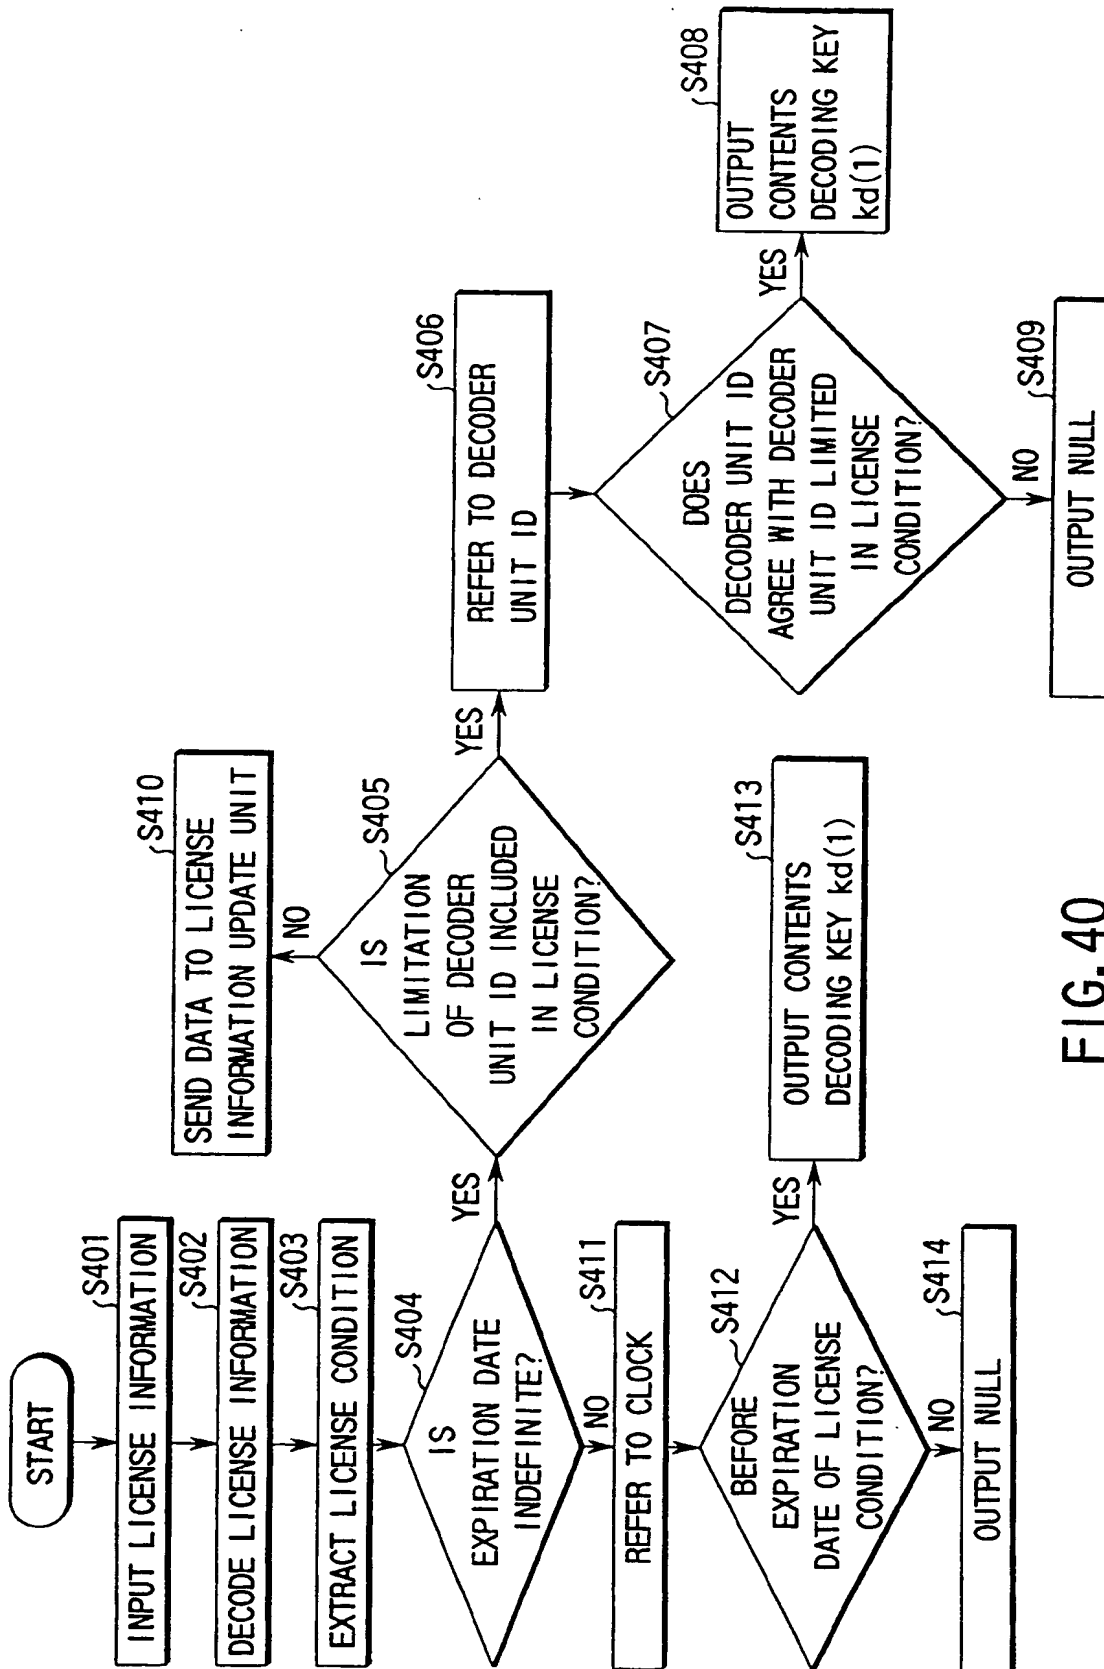 START
S401
INPUT LICENSE INFORMATION
S402
DECODE LICENSE INFORMATION
S403
EXTRACT LICENSE CONDITION
S404
IS
EXPIRATION DATE
INDEFINITE?
YES
NO
S405
IS
LIMITATION
OF DECODER
UNIT ID INCLUDED
IN LICENSE
CONDITION?
NO
YES
S410
SEND DATA TO LICENSE
INFORMATION UPDATE UNIT
S406
REFER TO DECODER
UNIT ID
S407
DOES
DECODER UNIT ID
AGREE WITH DECODER
UNIT ID LIMITED
IN LICENSE
CONDITION?
YES
NO
S408
OUTPUT
CONTENTS
DECODING KEY
kd(1)
S409
OUTPUT NULL
S411
REFER TO CLOCK
S412
BEFORE
EXPIRATION
DATE OF LICENSE
CONDITION?
YES
NO
S413
OUTPUT CONTENTS
DECODING KEY kd(1)
S414
OUTPUT NULL
FIG. 40